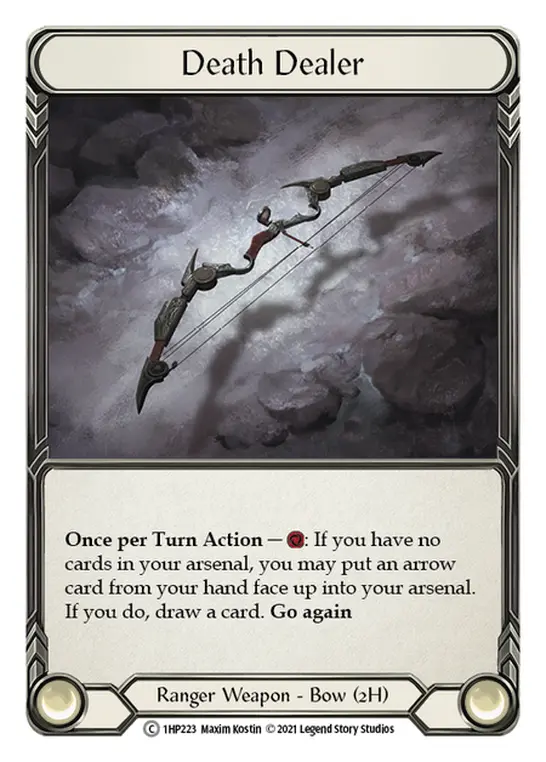 Death Dealer
Once per Turn Action — : If you have no
cards in your arsenal, you may put an arrow
card from your hand face up into your arsenal.
If you do, draw a card. Go again
Ranger Weapon - Bow (2H)
C 1HP223 Maxim Kostin © 2021 Legend Story Studios